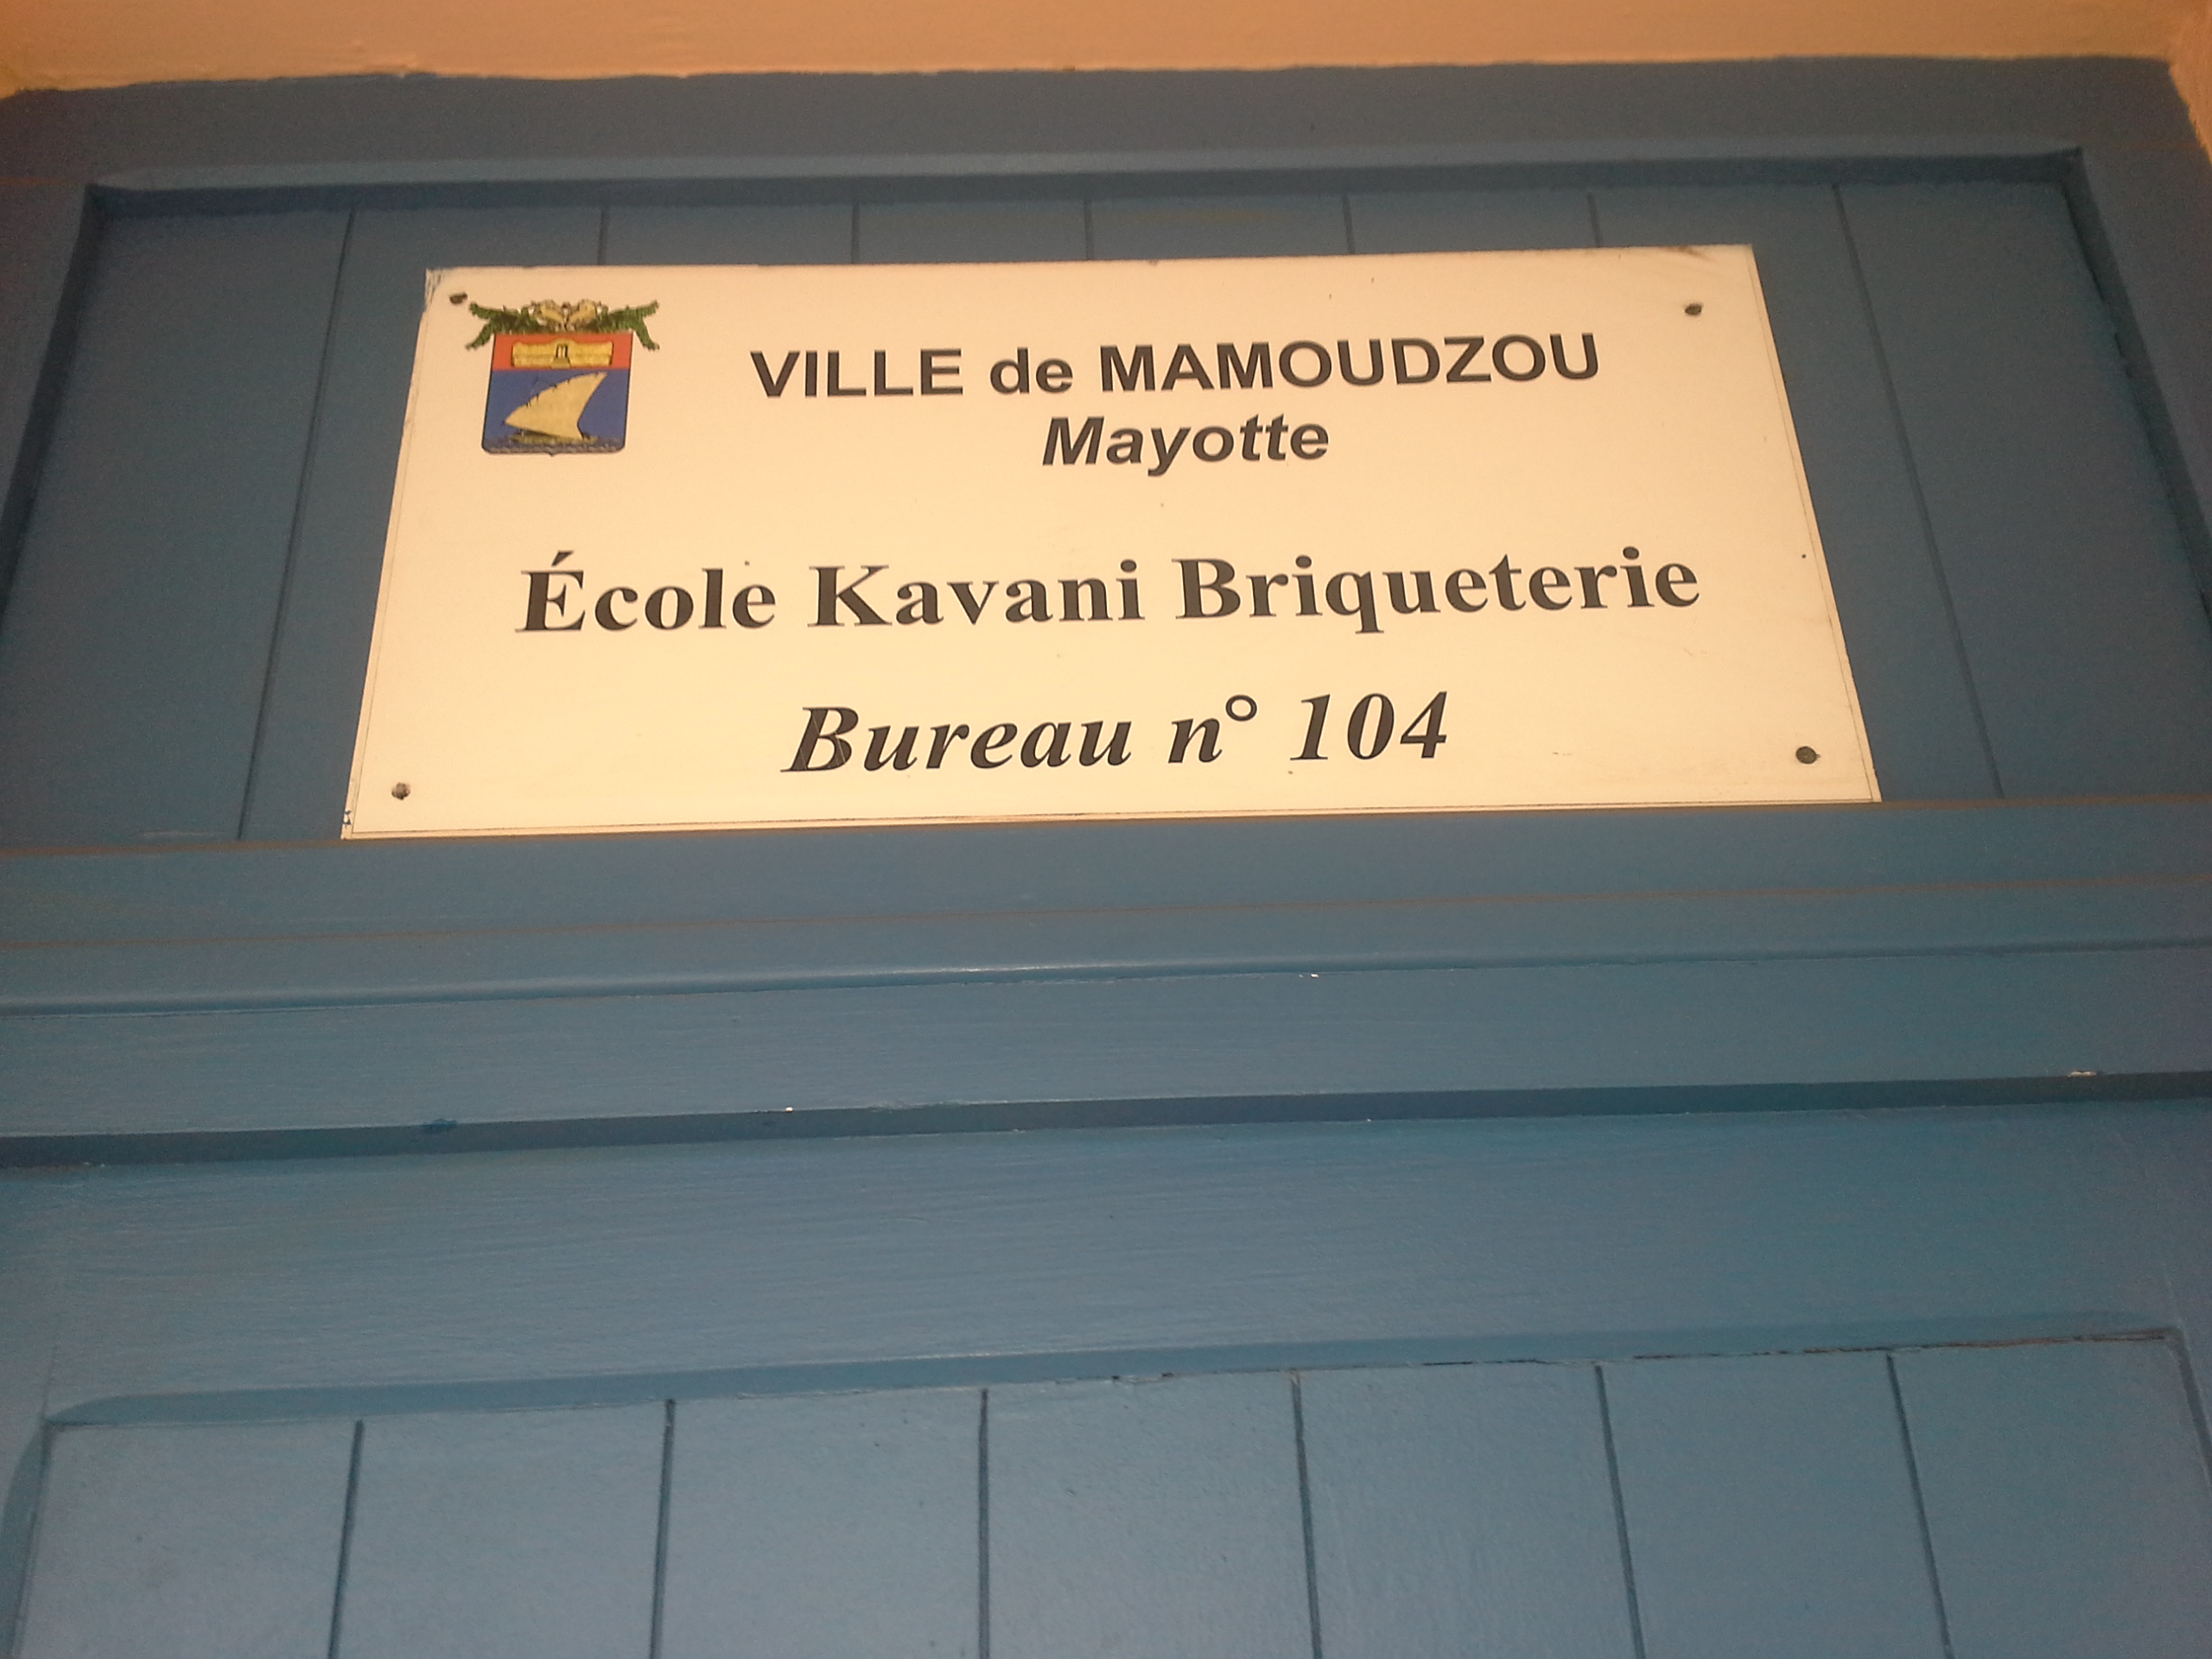 VILLE de MAMOUDZOU
Mayotte
École Kavani Briqueterie
Bureau n° 104